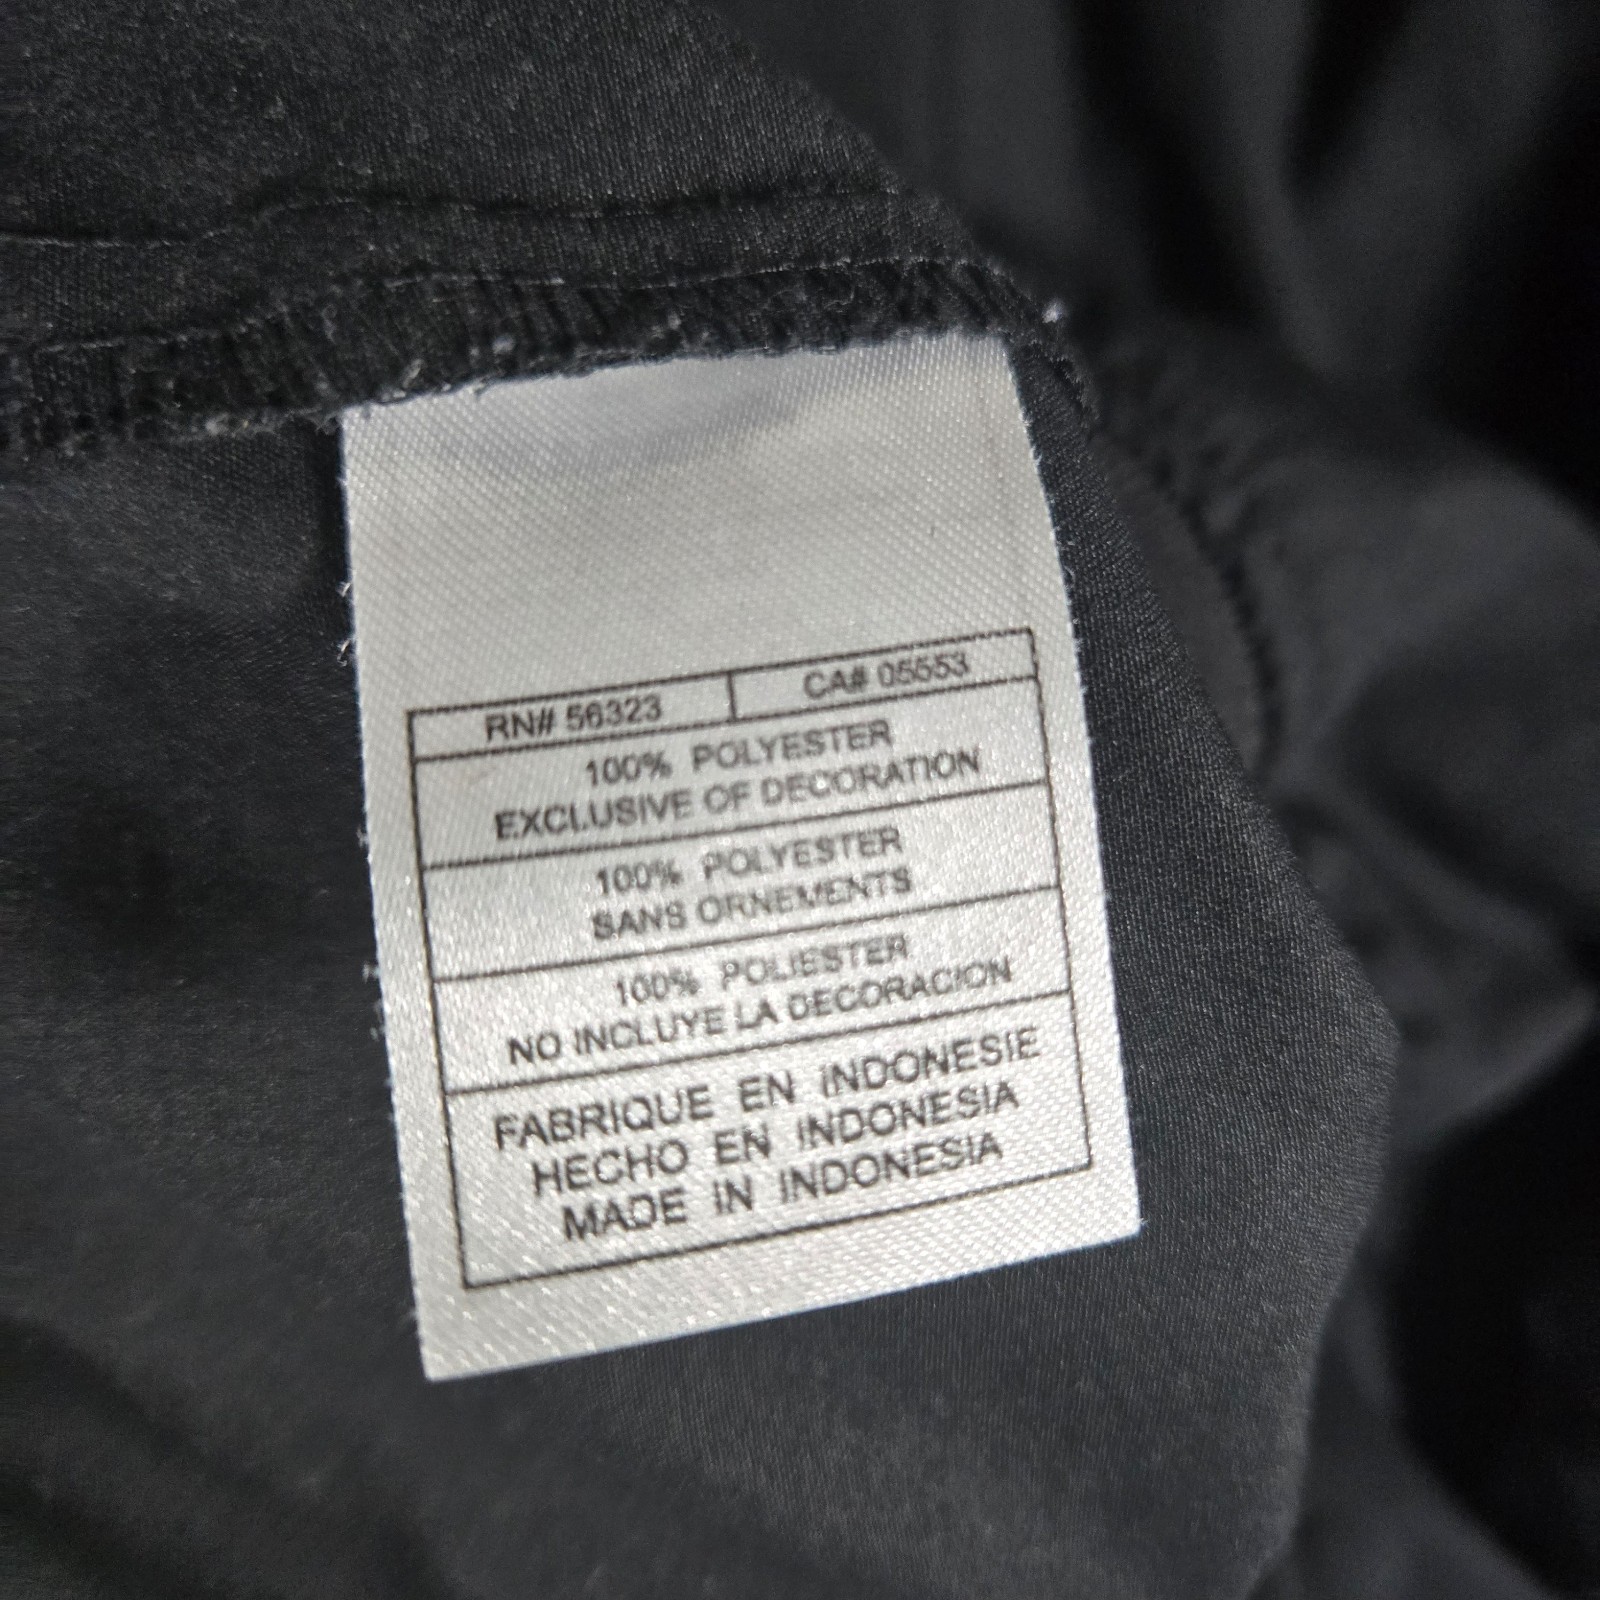 RN# 56323 CA# 05553
100% POLYESTER
EXCLUSIVE OF DECORATION
100% POLYESTER
SANS ORNEMENTS
100% POLIESTER
NO INCLUYE LA DECORACION
FABRIQUE EN INDONESIE
HECHO EN INDONESIA
MADE IN INDONESIA